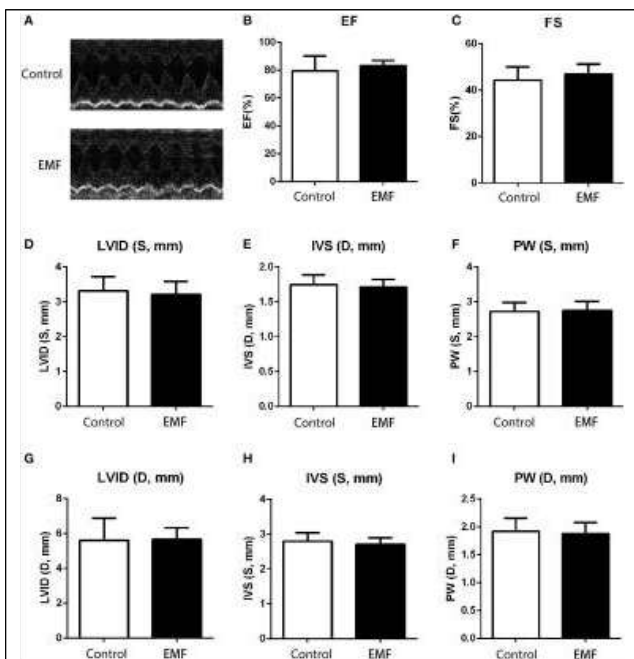 A
Control
EMF
B
EF
EF(%)
100
80
60
40
20
0
Control EMF
C
FS
FS(%)
60
40
20
0
Control EMF
D
LVID (S, mm)
LVID (S, mm)
4
3
2
1
0
Control EMF
E
IVS (D, mm)
IVS (D, mm)
2.0
1.5
1.0
0.5
0.0
Control EMF
F
PW (S, mm)
PW (S, mm)
4
3
2
1
0
Control EMF
G
LVID (D, mm)
LVID (D, mm)
8
6
4
2
0
Control EMF
H
IVS (S, mm)
IVS (S, mm)
4
3
2
1
0
Control EMF
I
PW (D, mm)
PW (D, mm)
2.5
2.0
1.5
1.0
0.5
0.0
Control EMF